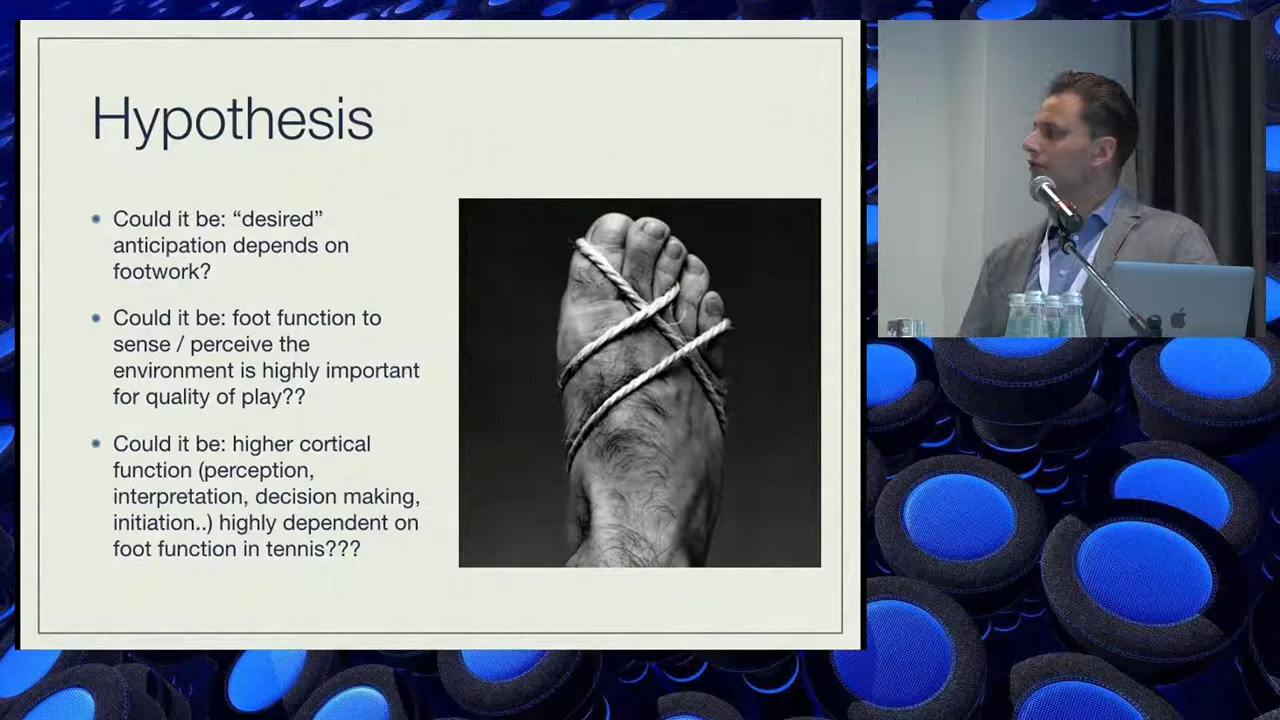 Hypothesis
Could it be: “desired”
anticipation depends on
footwork?
Could it be: foot function to
sense / perceive the
environment is highly important
for quality of play??
Could it be: higher cortical
function (perception,
interpretation, decision making,
initiation..) highly dependent on
foot function in tennis???